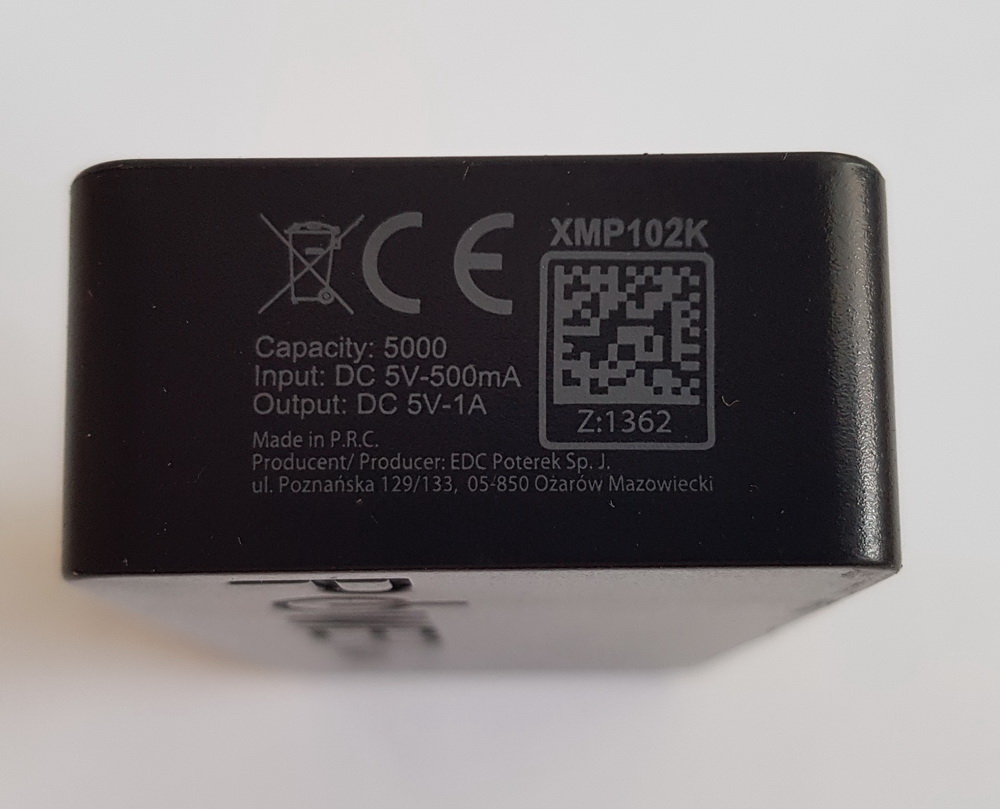 CE
XMP102K
Capacity: 5000
Input: DC 5V-500mA
Output: DC 5V-1A
Z:1362
Made in P.R.C.
Producent/ Producer: EDC Poterek Sp. J.
ul. Poznańska 129/133, 05-850 Ożarów Mazowiecki